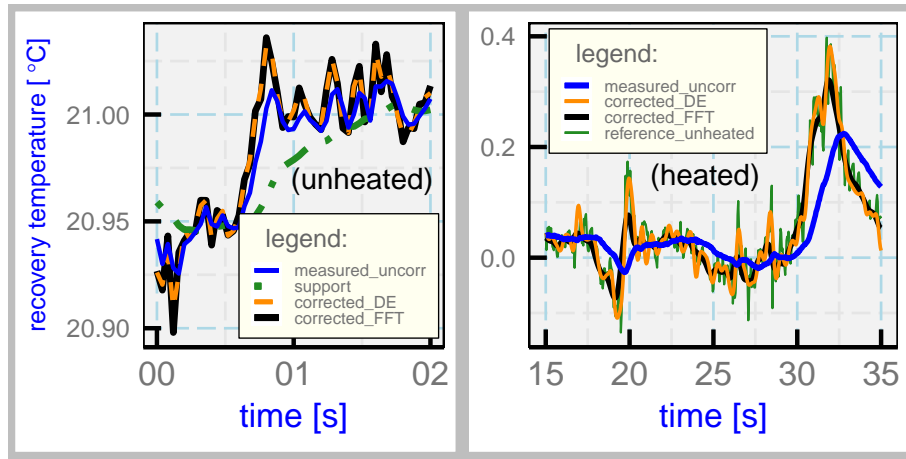 recovery temperature [ °C]
21.00
20.95
20.90
(unheated)
legend:
measured_uncorr
support
corrected_DE
corrected_FFT
00
01
02
time [s]
0.4
0.2
0.0
legend:
measured_uncorr
corrected_DE
corrected_FFT
reference_unheated
(heated)
15
20
25
30
35
time [s]